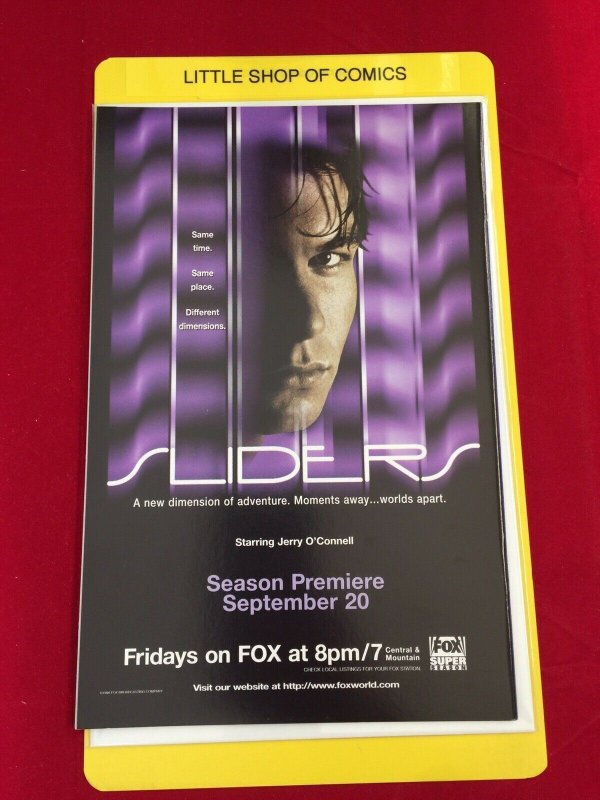 LITTLE SHOP OF COMICS
Same
time.
Same
place.
Different
dimensions.
SLIDERS
A new dimension of adventure. Moments away...worlds apart.
Starring Jerry O'Connell
Season Premiere
September 20
Fridays on FOX at 8pm/7 Central & Mountain
CHECK LOCAL LISTINGS FOR YOUR FOX STATION.
FOX
SUPER
SEASON
Visit our website at http://www.foxworld.com